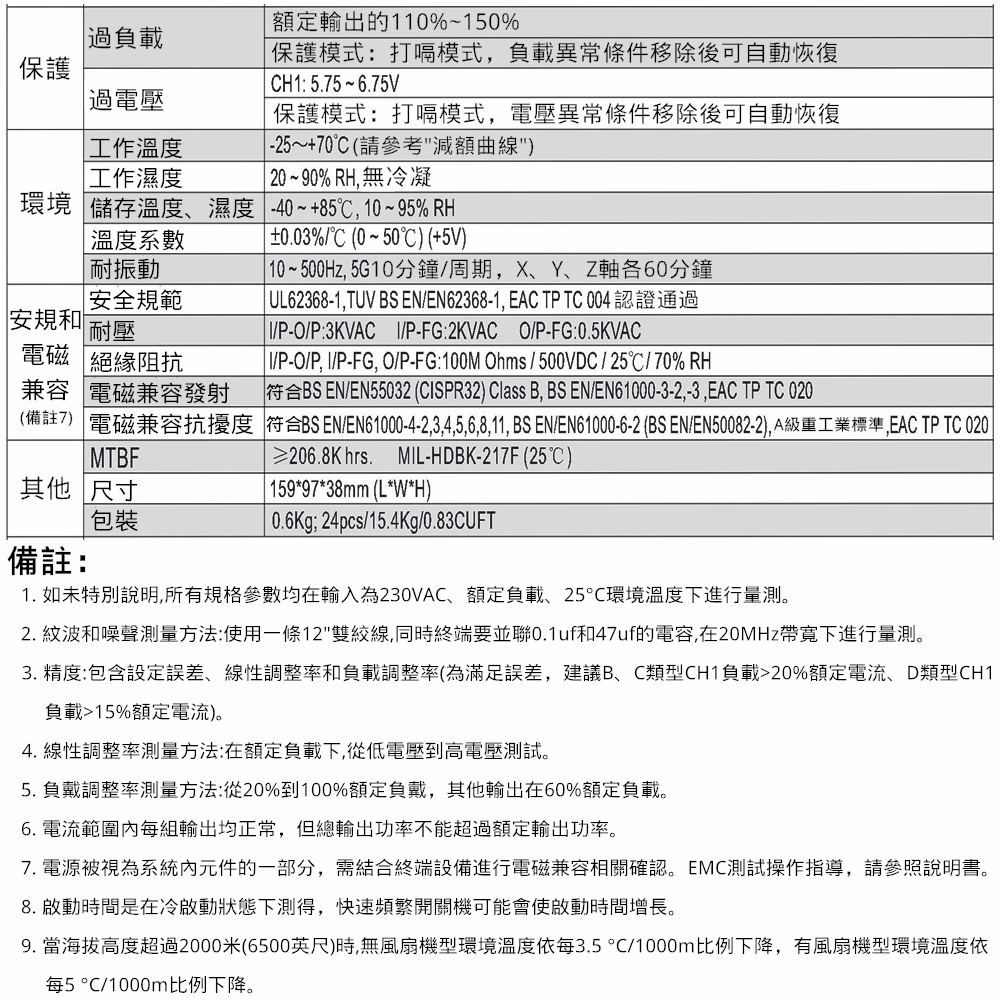 保護
過負載
額定輸出的110%~150%
保護模式：打嗝模式，負載異常條件移除後可自動恢復
過電壓
CH1: 5.75 ~ 6.75V
保護模式：打嗝模式，電壓異常條件移除後可自動恢復
環境
工作溫度
-25～+70℃ (請參考"減額曲線")
工作濕度
20 ~ 90% RH,無冷凝
儲存溫度、濕度
-40 ~ +85℃, 10 ~ 95% RH
溫度系數
±0.03%/℃ (0 ~ 50℃) (+5V)
耐振動
10 ~ 500Hz, 5G10分鐘/周期，X、Y、Z軸各60分鐘
安規和
電磁
兼容
(備註7)
安全規範
UL62368-1,TUV BS EN/EN62368-1, EAC TP TC 004 認證通過
耐壓
I/P-O/P:3KVAC I/P-FG:2KVAC O/P-FG:0.5KVAC
絕緣阻抗
I/P-O/P, I/P-FG, O/P-FG:100M Ohms / 500VDC / 25℃/ 70% RH
電磁兼容發射
符合BS EN/EN55032 (CISPR32) Class B, BS EN/EN61000-3-2,-3 ,EAC TP TC 020
電磁兼容抗擾度
符合BS EN/EN61000-4-2,3,4,5,6,8,11, BS EN/EN61000-6-2 (BS EN/EN50082-2), A級重工業標準,EAC TP TC 020
其他
MTBF
≥206.8K hrs. MIL-HDBK-217F (25℃)
尺寸
159*97*38mm (L*W*H)
包裝
0.6Kg; 24pcs/15.4Kg/0.83CUFT
備註：
1. 如未特別說明,所有規格參數均在輸入為230VAC、額定負載、25°C環境溫度下進行量測。
2. 紋波和噪聲測量方法:使用一條12"雙絞線,同時終端要並聯0.1uf和47uf的電容,在20MHz帶寬下進行量測。
3. 精度:包含設定誤差、線性調整率和負載調整率(為滿足誤差，建議B、C類型CH1負載>20%額定電流、D類型CH1
負載>15%額定電流)。
4. 線性調整率測量方法:在額定負載下,從低電壓到高電壓測試。
5. 負戴調整率測量方法:從20%到100%額定負戴，其他輸出在60%額定負載。
6. 電流範圍內每組輸出均正常，但總輸出功率不能超過額定輸出功率。
7. 電源被視為系統內元件的一部分，需結合終端設備進行電磁兼容相關確認。EMC測試操作指導，請參照說明書。
8. 啟動時間是在冷啟動狀態下測得，快速頻繁開關機可能會使啟動時間增長。
9. 當海拔高度超過2000米(6500英尺)時,無風扇機型環境溫度依每3.5 °C/1000m比例下降，有風扇機型環境溫度依
每5 °C/1000m比例下降。